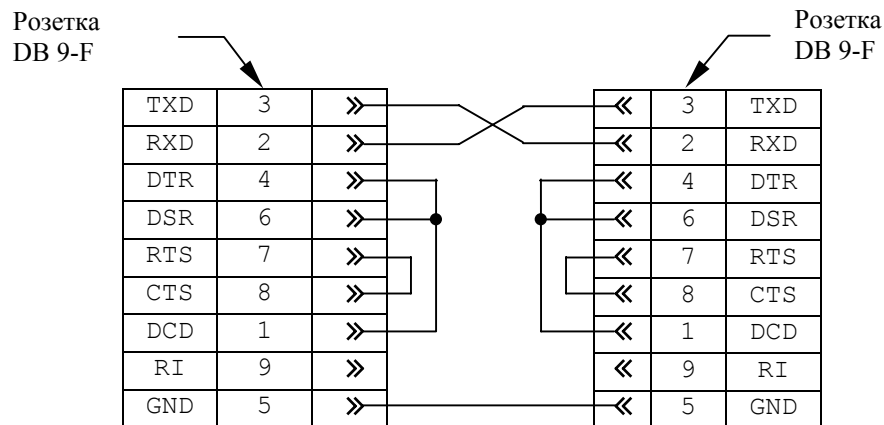 Розетка
DB 9-F
Розетка
DB 9-F
TXD 3 3 TXD
RXD 2 2 RXD
DTR 4 4 DTR
DSR 6 6 DSR
RTS 7 7 RTS
CTS 8 8 CTS
DCD 1 1 DCD
RI 9 9 RI
GND 5 5 GND